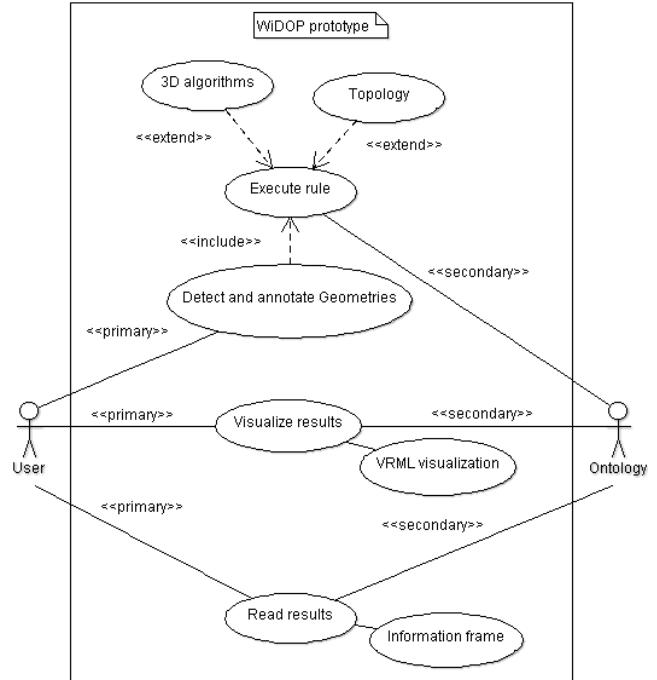 WiDOP prototype
3D algorithms
Topology
<<extend>>
<<extend>>
Execute rule
<<include>>
<<secondary>>
Detect and annotate Geometries
<<primary>>
<<primary>>
Visualize results
<<secondary>>
User
VRML visualization
Ontology
<<primary>>
<<secondary>>
Read results
Information frame